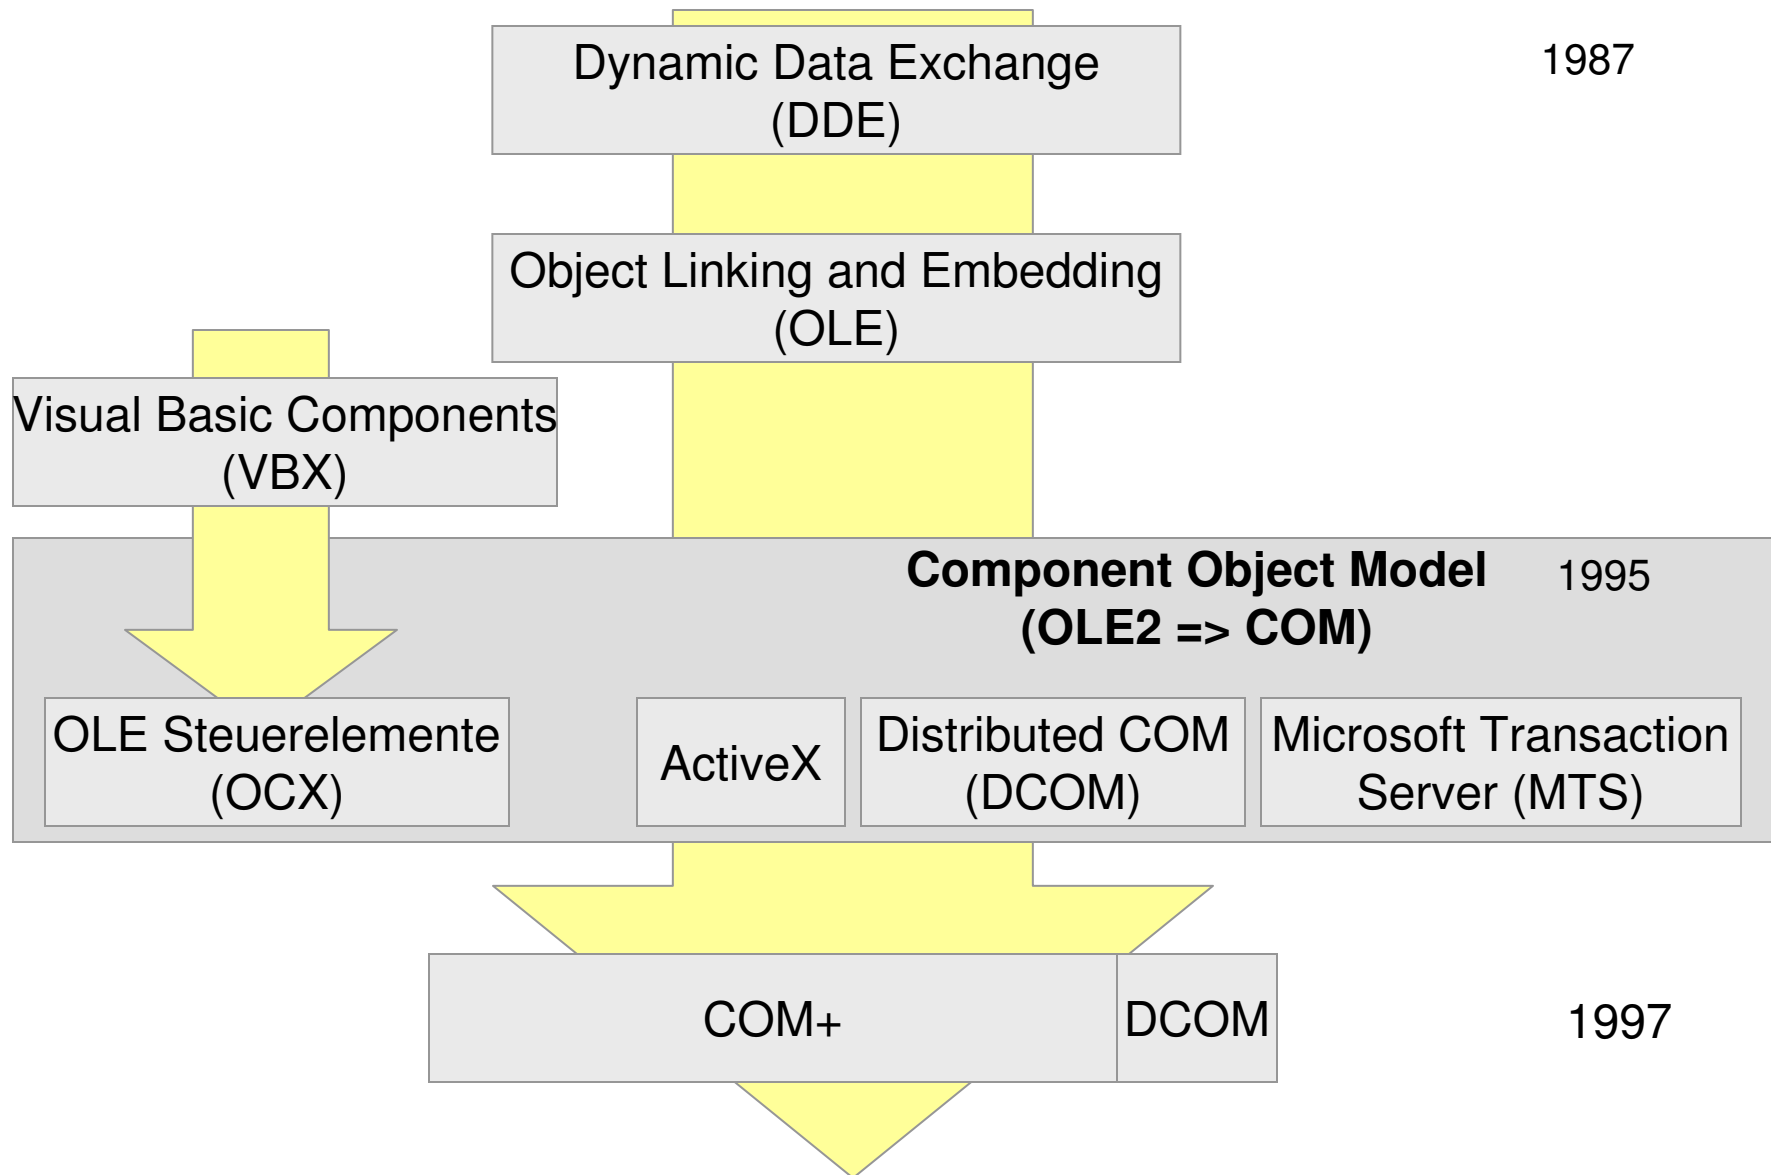 Dynamic Data Exchange
(DDE)
1987
Object Linking and Embedding
(OLE)
Visual Basic Components
(VBX)
Component Object Model
(OLE2 => COM)
1995
OLE Steuerelemente
(OCX)
ActiveX
Distributed COM
(DCOM)
Microsoft Transaction
Server (MTS)
COM+
DCOM
1997